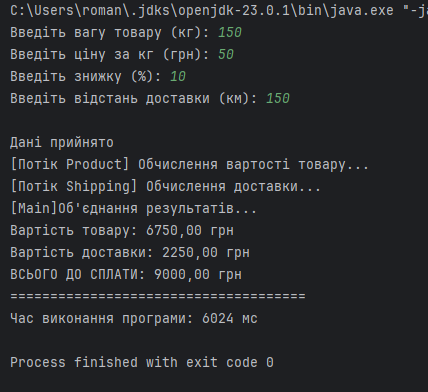 C:\Users\roman\.jdks\openjdk-23.0.1\bin\java.exe "-ja
Введіть вагу товару (кг): 150
Введіть ціну за кг (грн): 50
Введіть знижку (%): 10
Введіть відстань доставки (км): 150
Дані прийнято
[Потік Product] Обчислення вартості товару...
[Потік Shipping] Обчислення доставки...
[Main]Об'єднання результатів...
Вартість товару: 6750,00 грн
Вартість доставки: 2250,00 грн
ВСЬОГО ДО СПЛАТИ: 9000,00 грн
=====================================
Час виконання програми: 6024 мс
Process finished with exit code 0